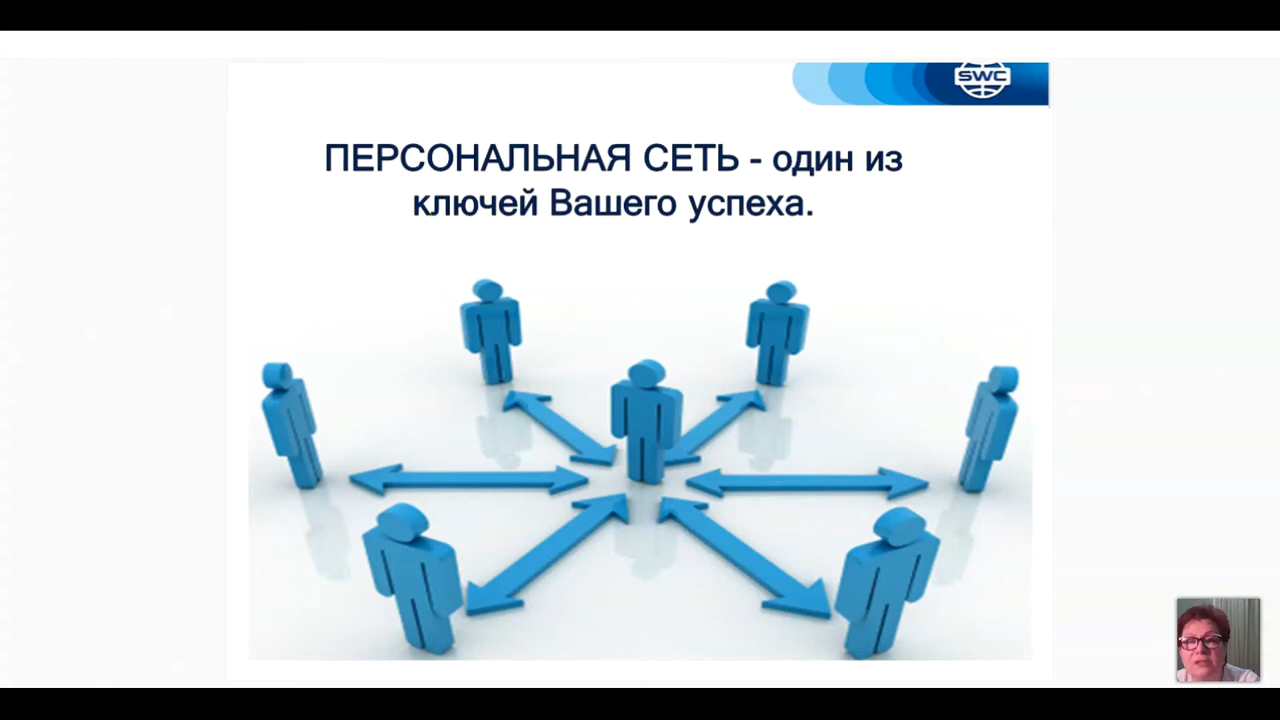 SWC
ПЕРСОНАЛЬНАЯ СЕТЬ - один из
ключей Вашего успеха.